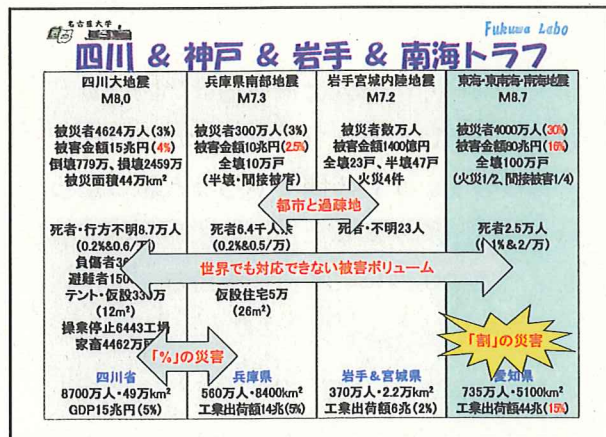 名古屋大学
Fukuwa Labo
四川 & 神戸 & 岩手 & 南海トラフ
四川大地震
M8.0
被災者4624万人(3%)
被害金額15兆円(4%)
倒壊779万、損壊2459万
被災面積44万km²
死者・行方不明8.7万人
(0.2%&0.6/万)
負傷者3
避難者150
テント・仮設33 万
(12m²)
操業停止6443工場
家畜4462万
四川省
8700万人・49万km²
GDP15兆円(5%)
兵庫県南部地震
M7.3
被災者300万人(3%)
被害金額10兆円(2.5%)
全壊10万戸
(半壊・間接被害)
死者6.4千人
(0.2%&0.5/万)
仮設住宅5万
(26m²)
兵庫県
560万人・8400km²
工業出荷額14兆(5%)
岩手宮城内陸地震
M7.2
被災者数万人
被害金額1400億円
全壊23戸、半壊47戸
火災4件
死者・不明23人
岩手&宮城県
370万人・2.2万km²
工業出荷額6兆(2%)
東海・東南海・南海地震
M8.7
被災者4000万人(30%)
被害金額80兆円(16%)
全壊100万戸
(火災1/2、間接被害1/4)
死者2.5万人
( 1%&2/万)
愛知県
735万人・5100km²
工業出荷額44兆(15%)
都市と過疎地
世界でも対応できない被害ボリューム
「%」の災害
「割」の災害